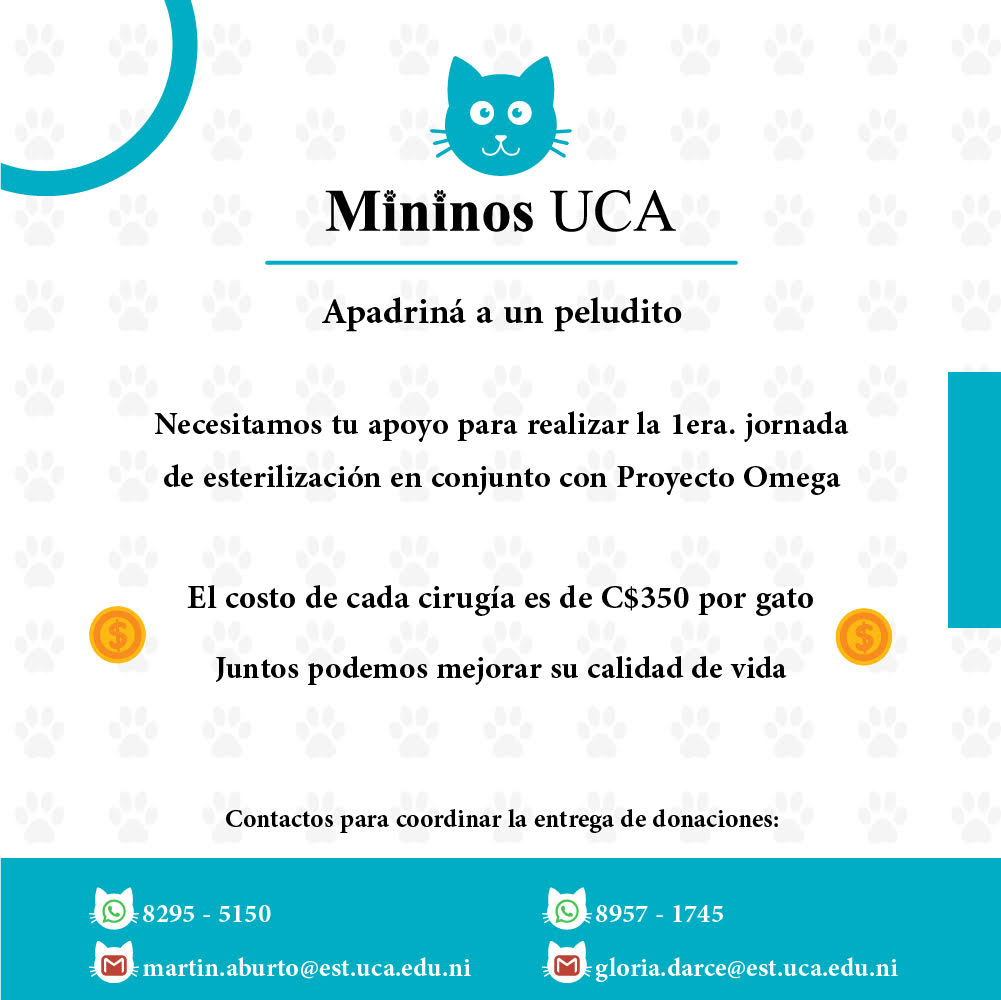 Mininos UCA
Apadriná a un peludito
Necesitamos tu apoyo para realizar la 1era. jornada
de esterilización en conjunto con Proyecto Omega
El costo de cada cirugía es de C$350 por gato
$ $
Juntos podemos mejorar su calidad de vida
Contactos para coordinar la entrega de donaciones:
8295 - 5150
martin.aburto@est.uca.edu.ni
8957 - 1745
gloria.darce@est.uca.edu.ni